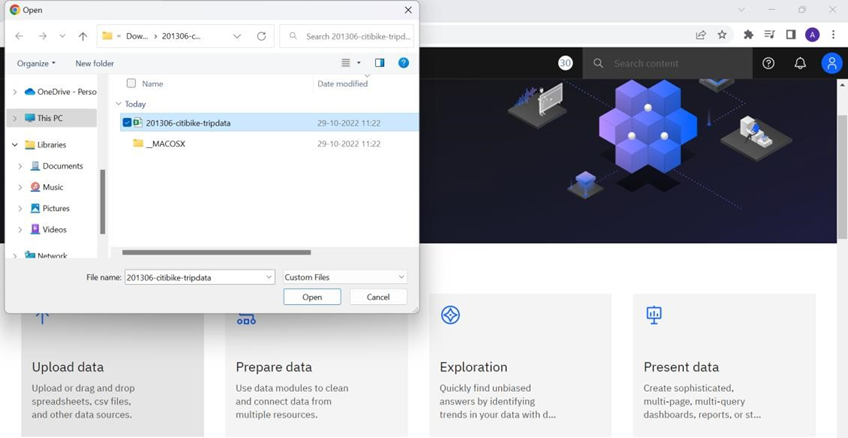 Open
« Dow... > 201306-c...
Search 201306-citibike-tripd...
Organize
New folder
Name
Date modified
OneDrive - Perso
This PC
Libraries
Documents
Music
Pictures
Videos
Network
Today
201306-citibike-tripdata
29-10-2022 11:22
__MACOSX
29-10-2022 11:22
File name:
201306-citibike-tripdata
Custom Files
Open
Cancel
A
30
Search content
Upload data
Upload or drag and drop
spreadsheets, csv files,
and other data sources.
Prepare data
Use data modules to clean
and connect data from
multiple resources.
Exploration
Quickly find unbiased
answers by identifying
trends in your data with d...
Present data
Create sophisticated,
multi-page, multi-query
dashboards, reports, or st...